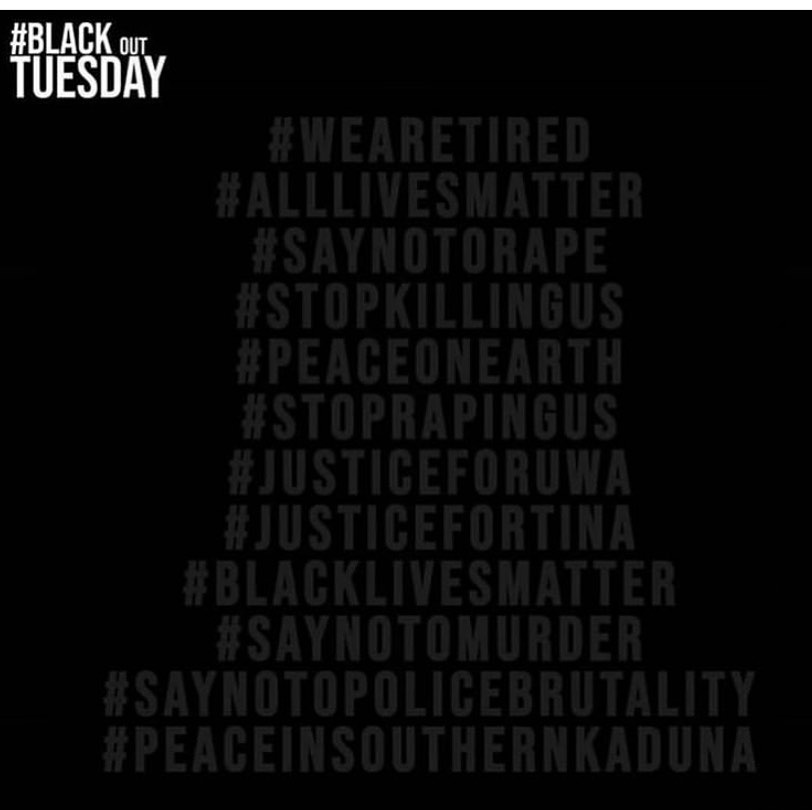 #BLACK OUT
TUESDAY
#WEARETIRED
#ALLLIVESMATTER
#SAYNOTORAPE
#STOPKILLINGUS
#PEACEONEARTH
#STOPRAPINGUS
#JUSTICEFORUWA
#JUSTICEFORTINA
#BLACKLIVESMATTER
#SAYNOTOMURDER
#SAYNOTOPOLICEBRUTALITY
#PEACEINSOUTHERNKADUNA